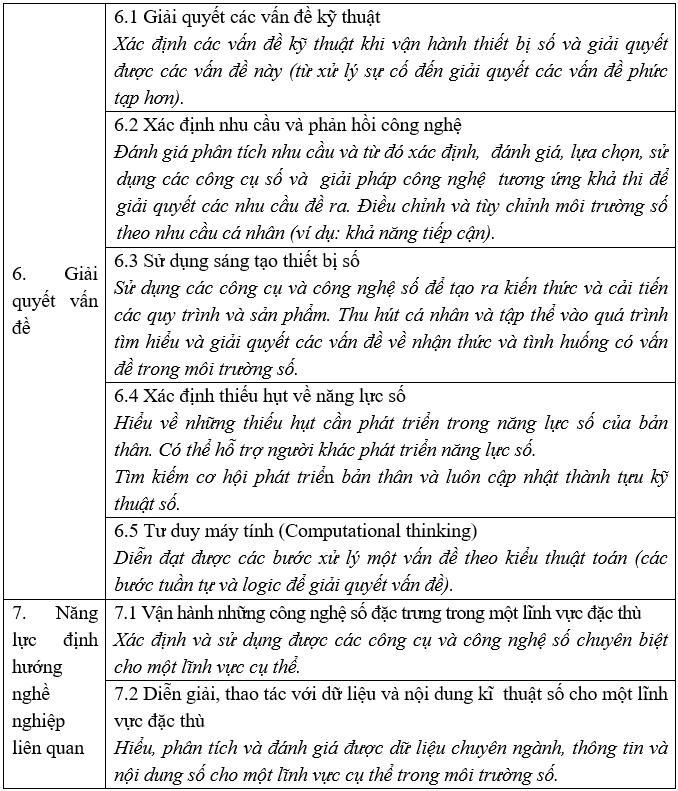 6. Giải
quyết vấn
đề
6.1 Giải quyết các vấn đề kỹ thuật
Xác định các vấn đề kỹ thuật khi vận hành thiết bị số và giải quyết
được các vấn đề này (từ xử lý sự cố đến giải quyết các vấn đề phức
tạp hơn).
6.2 Xác định nhu cầu và phản hồi công nghệ
Đánh giá phân tích nhu cầu và từ đó xác định, đánh giá, lựa chọn, sử
dụng các công cụ số và giải pháp công nghệ tương ứng khả thi để
giải quyết các nhu cầu đề ra. Điều chỉnh và tùy chỉnh môi trường số
theo nhu cầu cá nhân (ví dụ: khả năng tiếp cận).
6.3 Sử dụng sáng tạo thiết bị số
Sử dụng các công cụ và công nghệ số để tạo ra kiến thức và cải tiến
các quy trình và sản phẩm. Thu hút cá nhân và tập thể vào quá trình
tìm hiểu và giải quyết các vấn đề về nhận thức và tình huống có vấn
đề trong môi trường số.
6.4 Xác định thiếu hụt về năng lực số
Hiểu về những thiếu hụt cần phát triển trong năng lực số của bản
thân. Có thể hỗ trợ người khác phát triển năng lực số.
Tìm kiếm cơ hội phát triển bản thân và luôn cập nhật thành tựu kỹ
thuật số.
6.5 Tư duy máy tính (Computational thinking)
Diễn đạt được các bước xử lý một vấn đề theo kiểu thuật toán (các
bước tuần tự và logic để giải quyết vấn đề).
7. Năng
lực định
hướng
nghề
nghiệp
liên quan
7.1 Vận hành những công nghệ số đặc trưng trong một lĩnh vực đặc thù
Xác định và sử dụng được các công cụ và công nghệ số chuyên biệt
cho một lĩnh vực cụ thể.
7.2 Diễn giải, thao tác với dữ liệu và nội dung kĩ thuật số cho một lĩnh
vực đặc thù
Hiểu, phân tích và đánh giá được dữ liệu chuyên ngành, thông tin và
nội dung số cho một lĩnh vực cụ thể trong môi trường số.